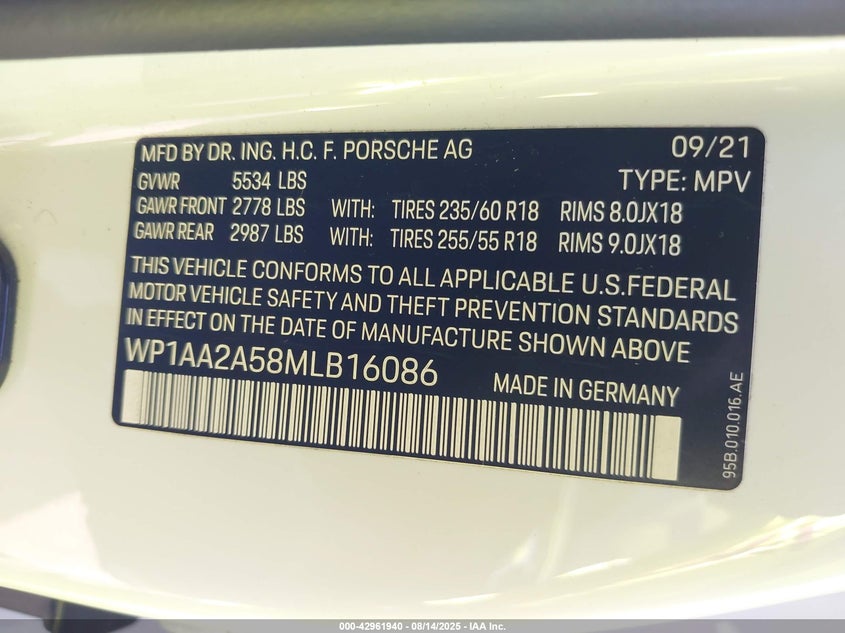 MFD BY DR. ING. H.C. F. PORSCHE AG 09/21
GVWR 5534 LBS TYPE: MPV
GAWR FRONT 2778 LBS WITH: TIRES 235/60 R18 RIMS 8.0JX18
GAWR REAR 2987 LBS WITH: TIRES 255/55 R18 RIMS 9.0JX18
THIS VEHICLE CONFORMS TO ALL APPLICABLE U.S.FEDERAL
MOTOR VEHICLE SAFETY AND THEFT PREVENTION STANDARDS
IN EFFECT ON THE DATE OF MANUFACTURE SHOWN ABOVE
WP1AA2A58MLB16086 MADE IN GERMANY
95B.010.016.AE
000-42961940 - 08/14/2025 - IAA Inc.